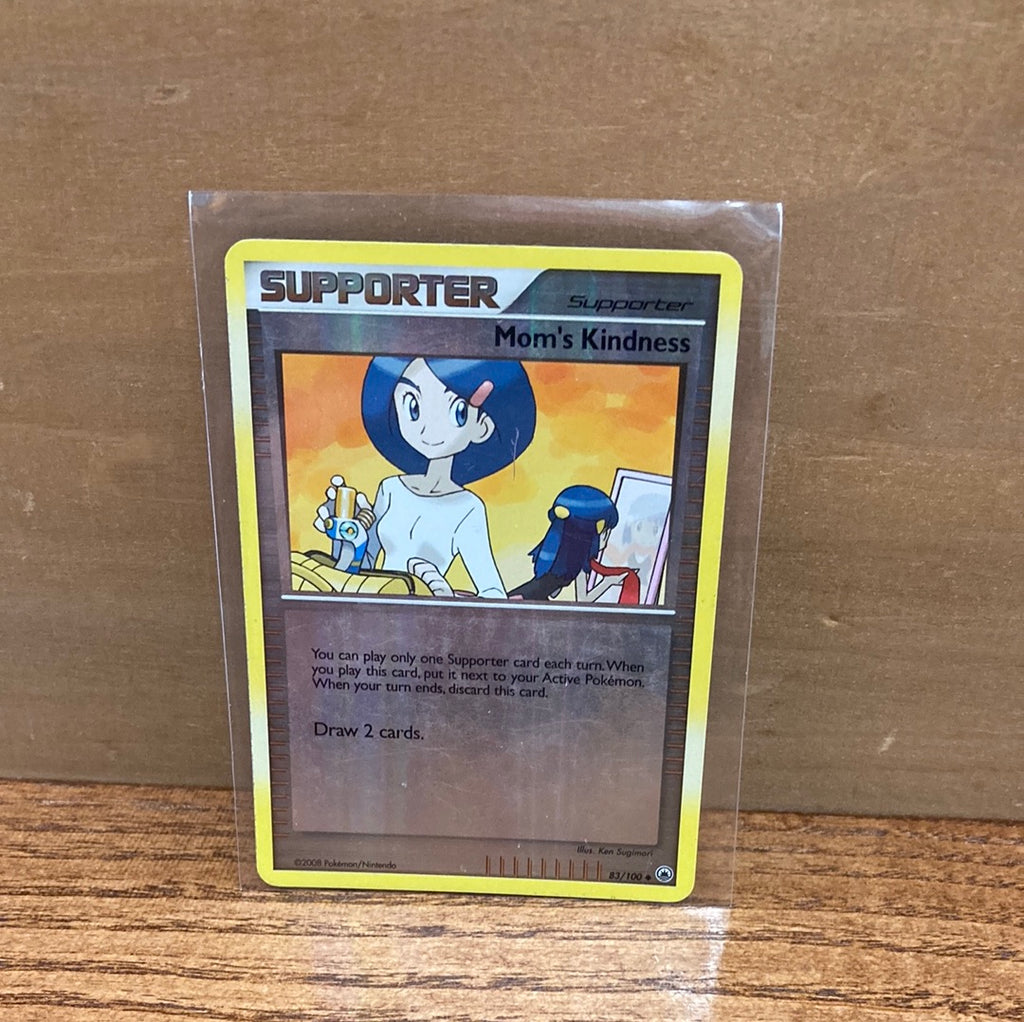 SUPPORTER
Supporter
Mom's Kindness
You can play only one Supporter card each turn. When
you play this card, put it next to your Active Pokémon.
When your turn ends, discard this card.
Draw 2 cards.
Illus. Ken Sugimori
©2008 Pokémon/Nintendo
83/100